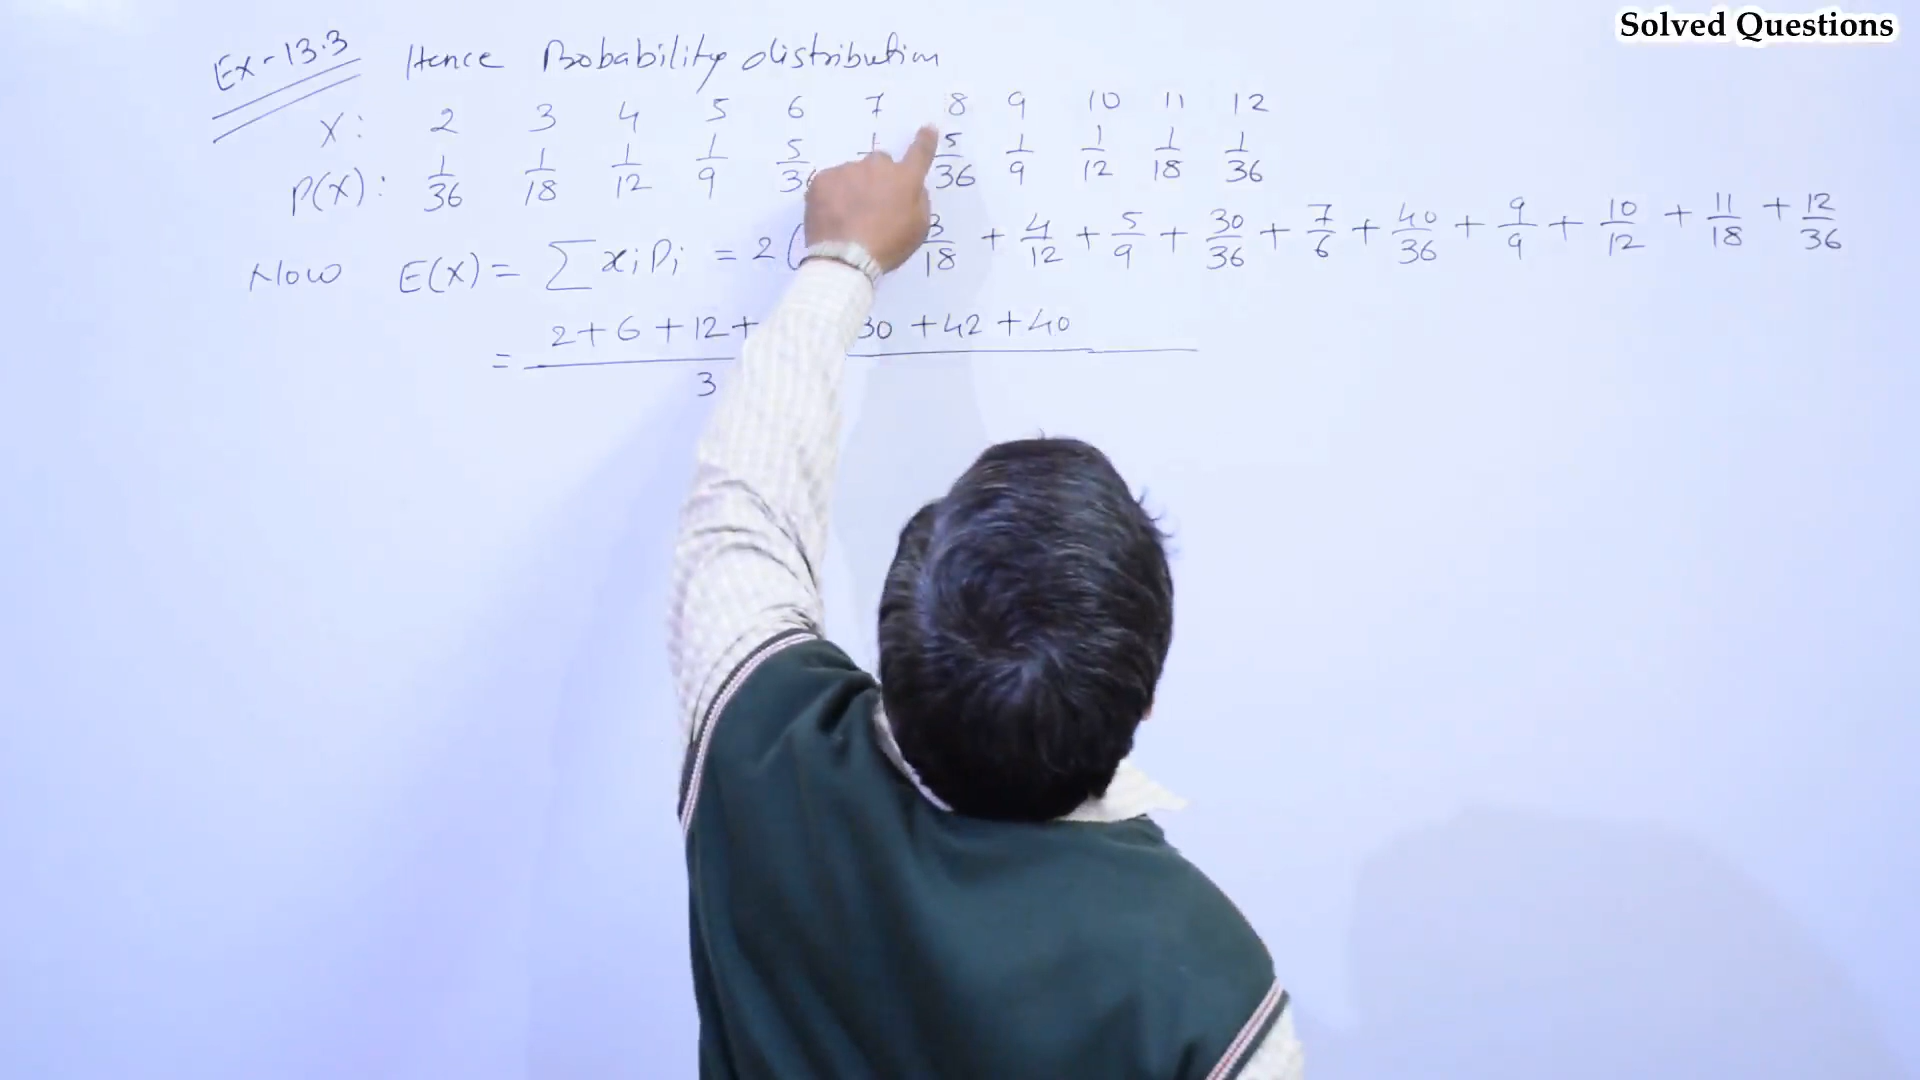 Solved Questions
Ex-13.3 Hence Probability distribution
X: 2 3 4 5 6 7 8 9 10 11 12
P(X): 1/36 1/18 1/12 1/9 5/36 1/ 5/36 1/9 1/12 1/18 1/36
Now E(X) = ∑ xipi = 2( 3/18 + 4/12 + 5/9 + 30/36 + 7/6 + 40/36 + 9/9 + 10/12 + 11/18 + 12/36
= 2+6+12+ 30+42+40
3